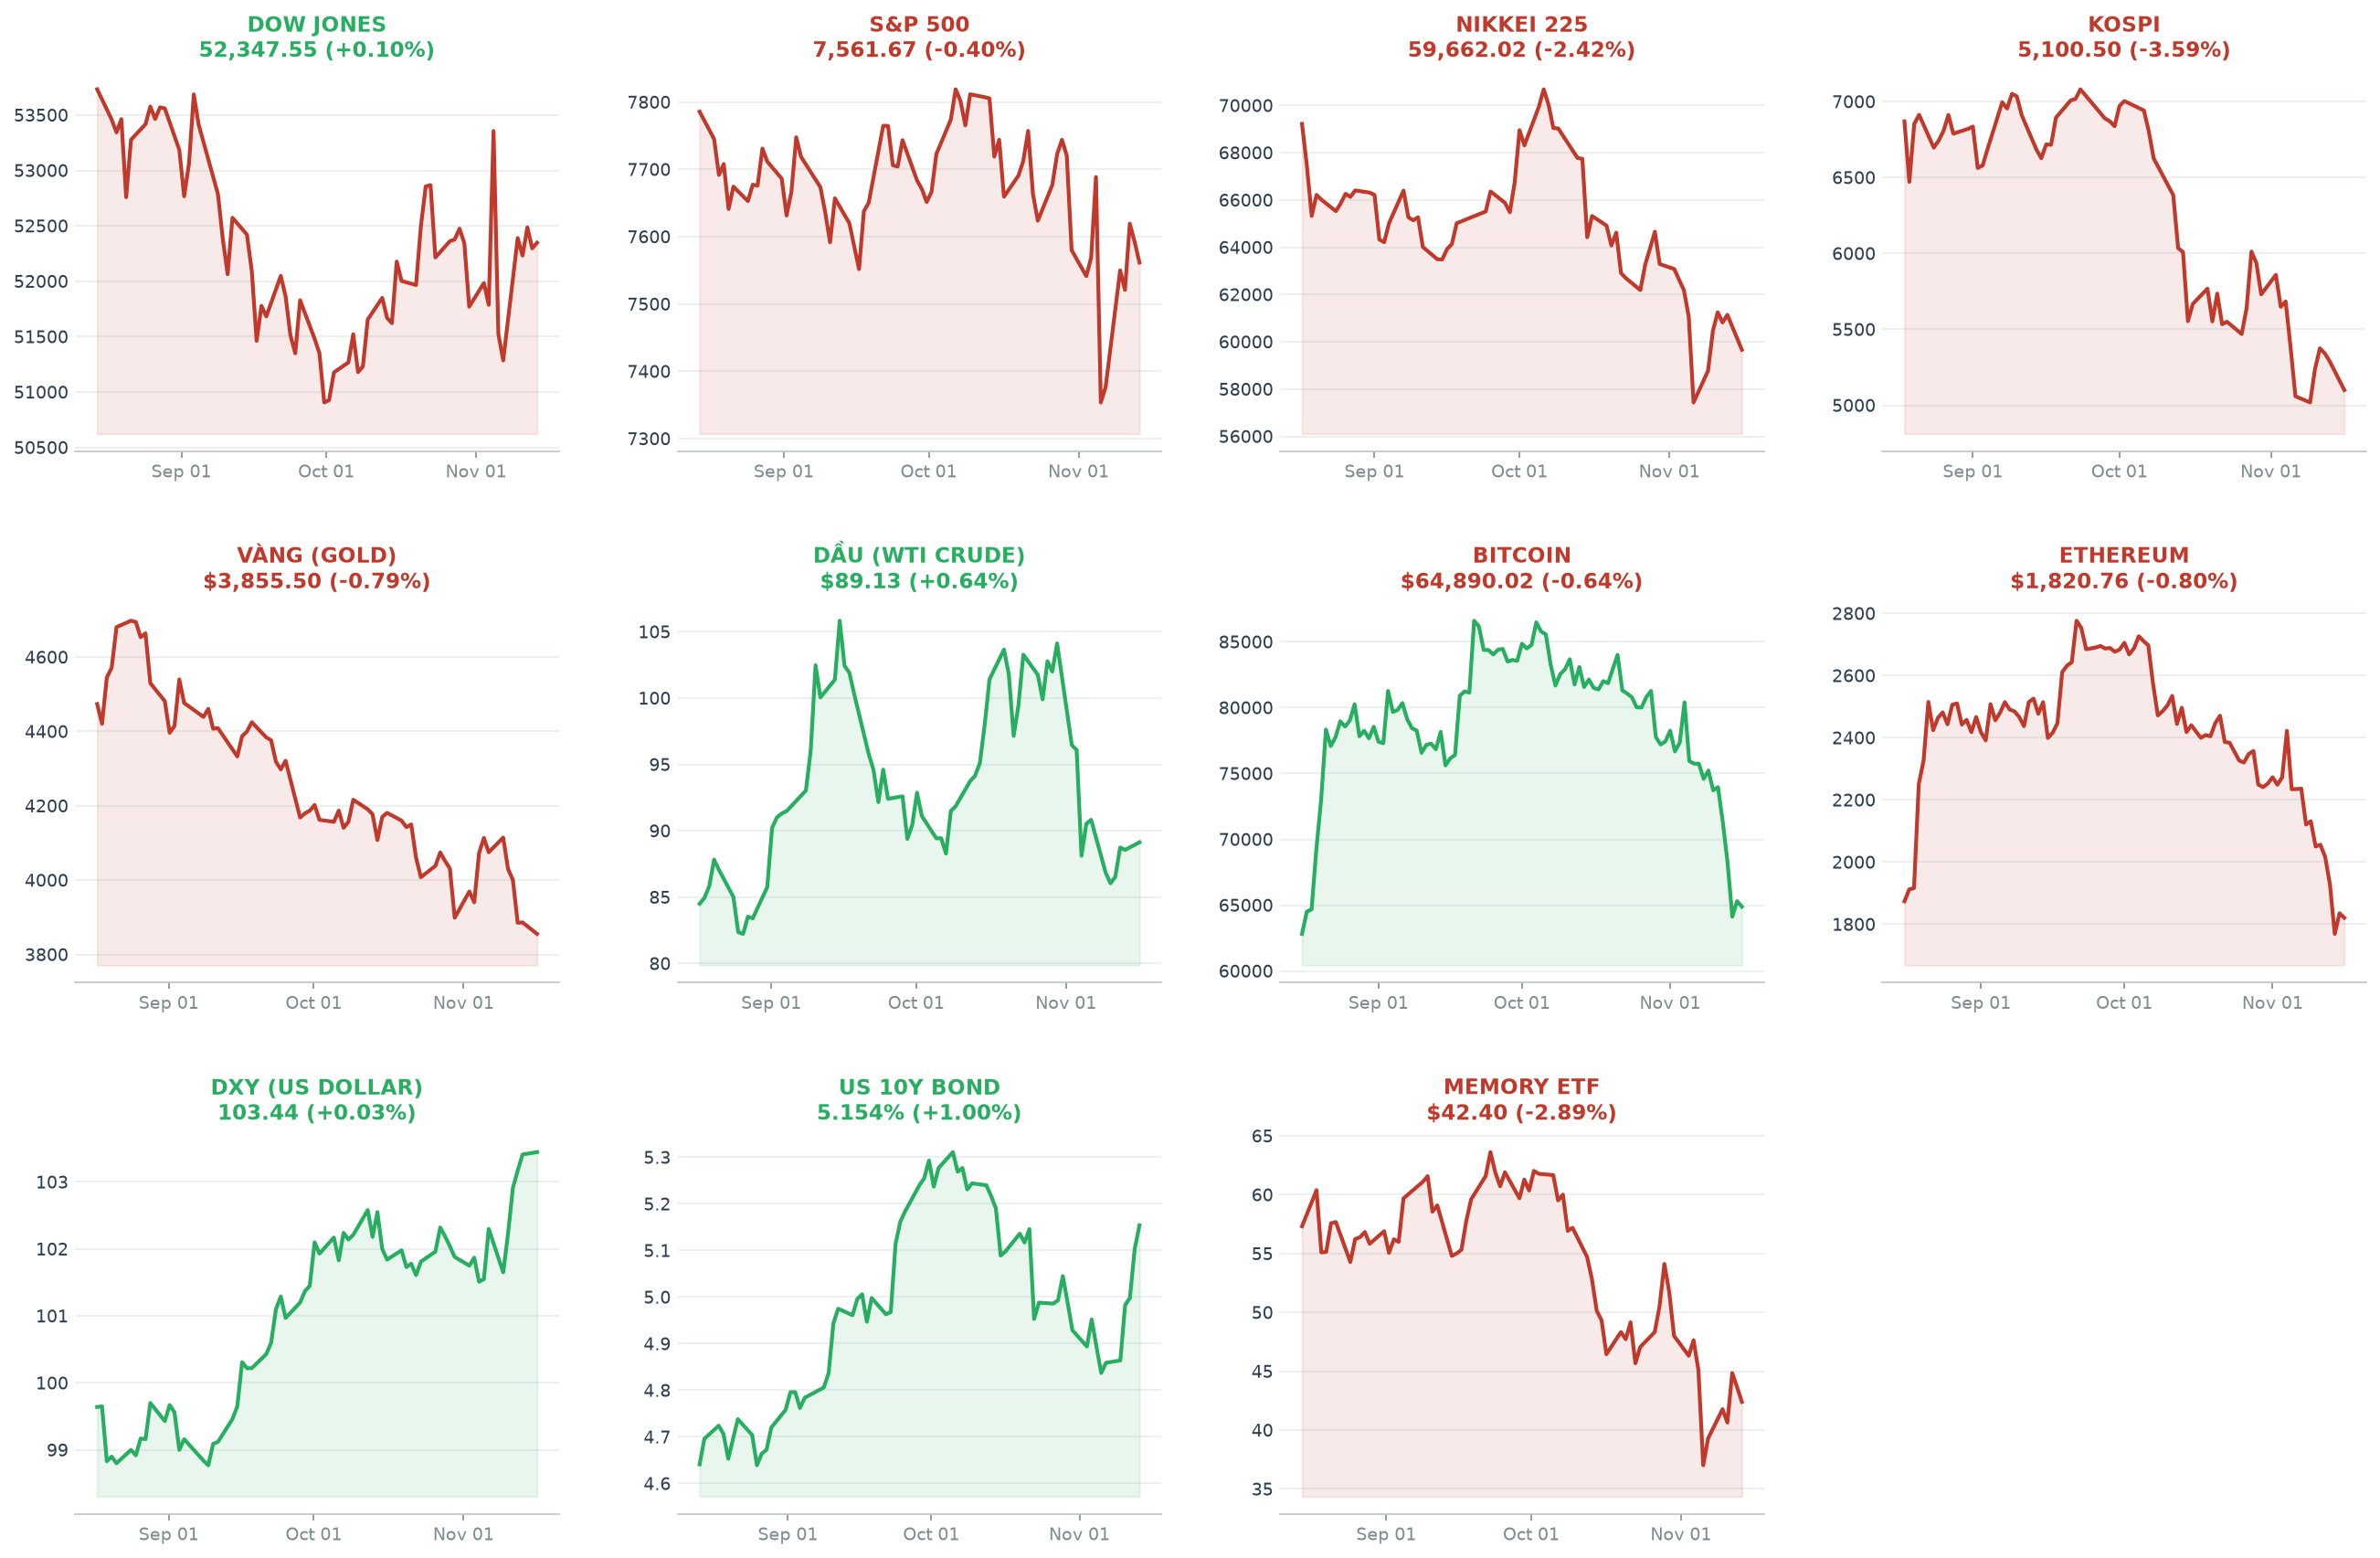 DOW JONES
52,347.55 (+0.10%)
53500
53000
52500
52000
51500
51000
50500
Sep 01
Oct 01
Nov 01
S&P 500
7,561.67 (-0.40%)
7800
7700
7600
7500
7400
7300
Sep 01
Oct 01
Nov 01
NIKKEI 225
59,662.02 (-2.42%)
70000
68000
66000
64000
62000
60000
58000
56000
Sep 01
Oct 01
Nov 01
KOSPI
5,100.50 (-3.59%)
7000
6500
6000
5500
5000
Sep 01
Oct 01
Nov 01
VÀNG (GOLD)
$3,855.50 (-0.79%)
4600
4400
4200
4000
3800
Sep 01
Oct 01
Nov 01
DẦU (WTI CRUDE)
$89.13 (+0.64%)
105
100
95
90
85
80
Sep 01
Oct 01
Nov 01
BITCOIN
$64,890.02 (-0.64%)
85000
80000
75000
70000
65000
60000
Sep 01
Oct 01
Nov 01
ETHEREUM
$1,820.76 (-0.80%)
2800
2600
2400
2200
2000
1800
Sep 01
Oct 01
Nov 01
DXY (US DOLLAR)
103.44 (+0.03%)
103
102
101
100
99
Sep 01
Oct 01
Nov 01
US 10Y BOND
5.154% (+1.00%)
5.3
5.2
5.1
5.0
4.9
4.8
4.7
4.6
Sep 01
Oct 01
Nov 01
MEMORY ETF
$42.40 (-2.89%)
65
60
55
50
45
40
35
Sep 01
Oct 01
Nov 01